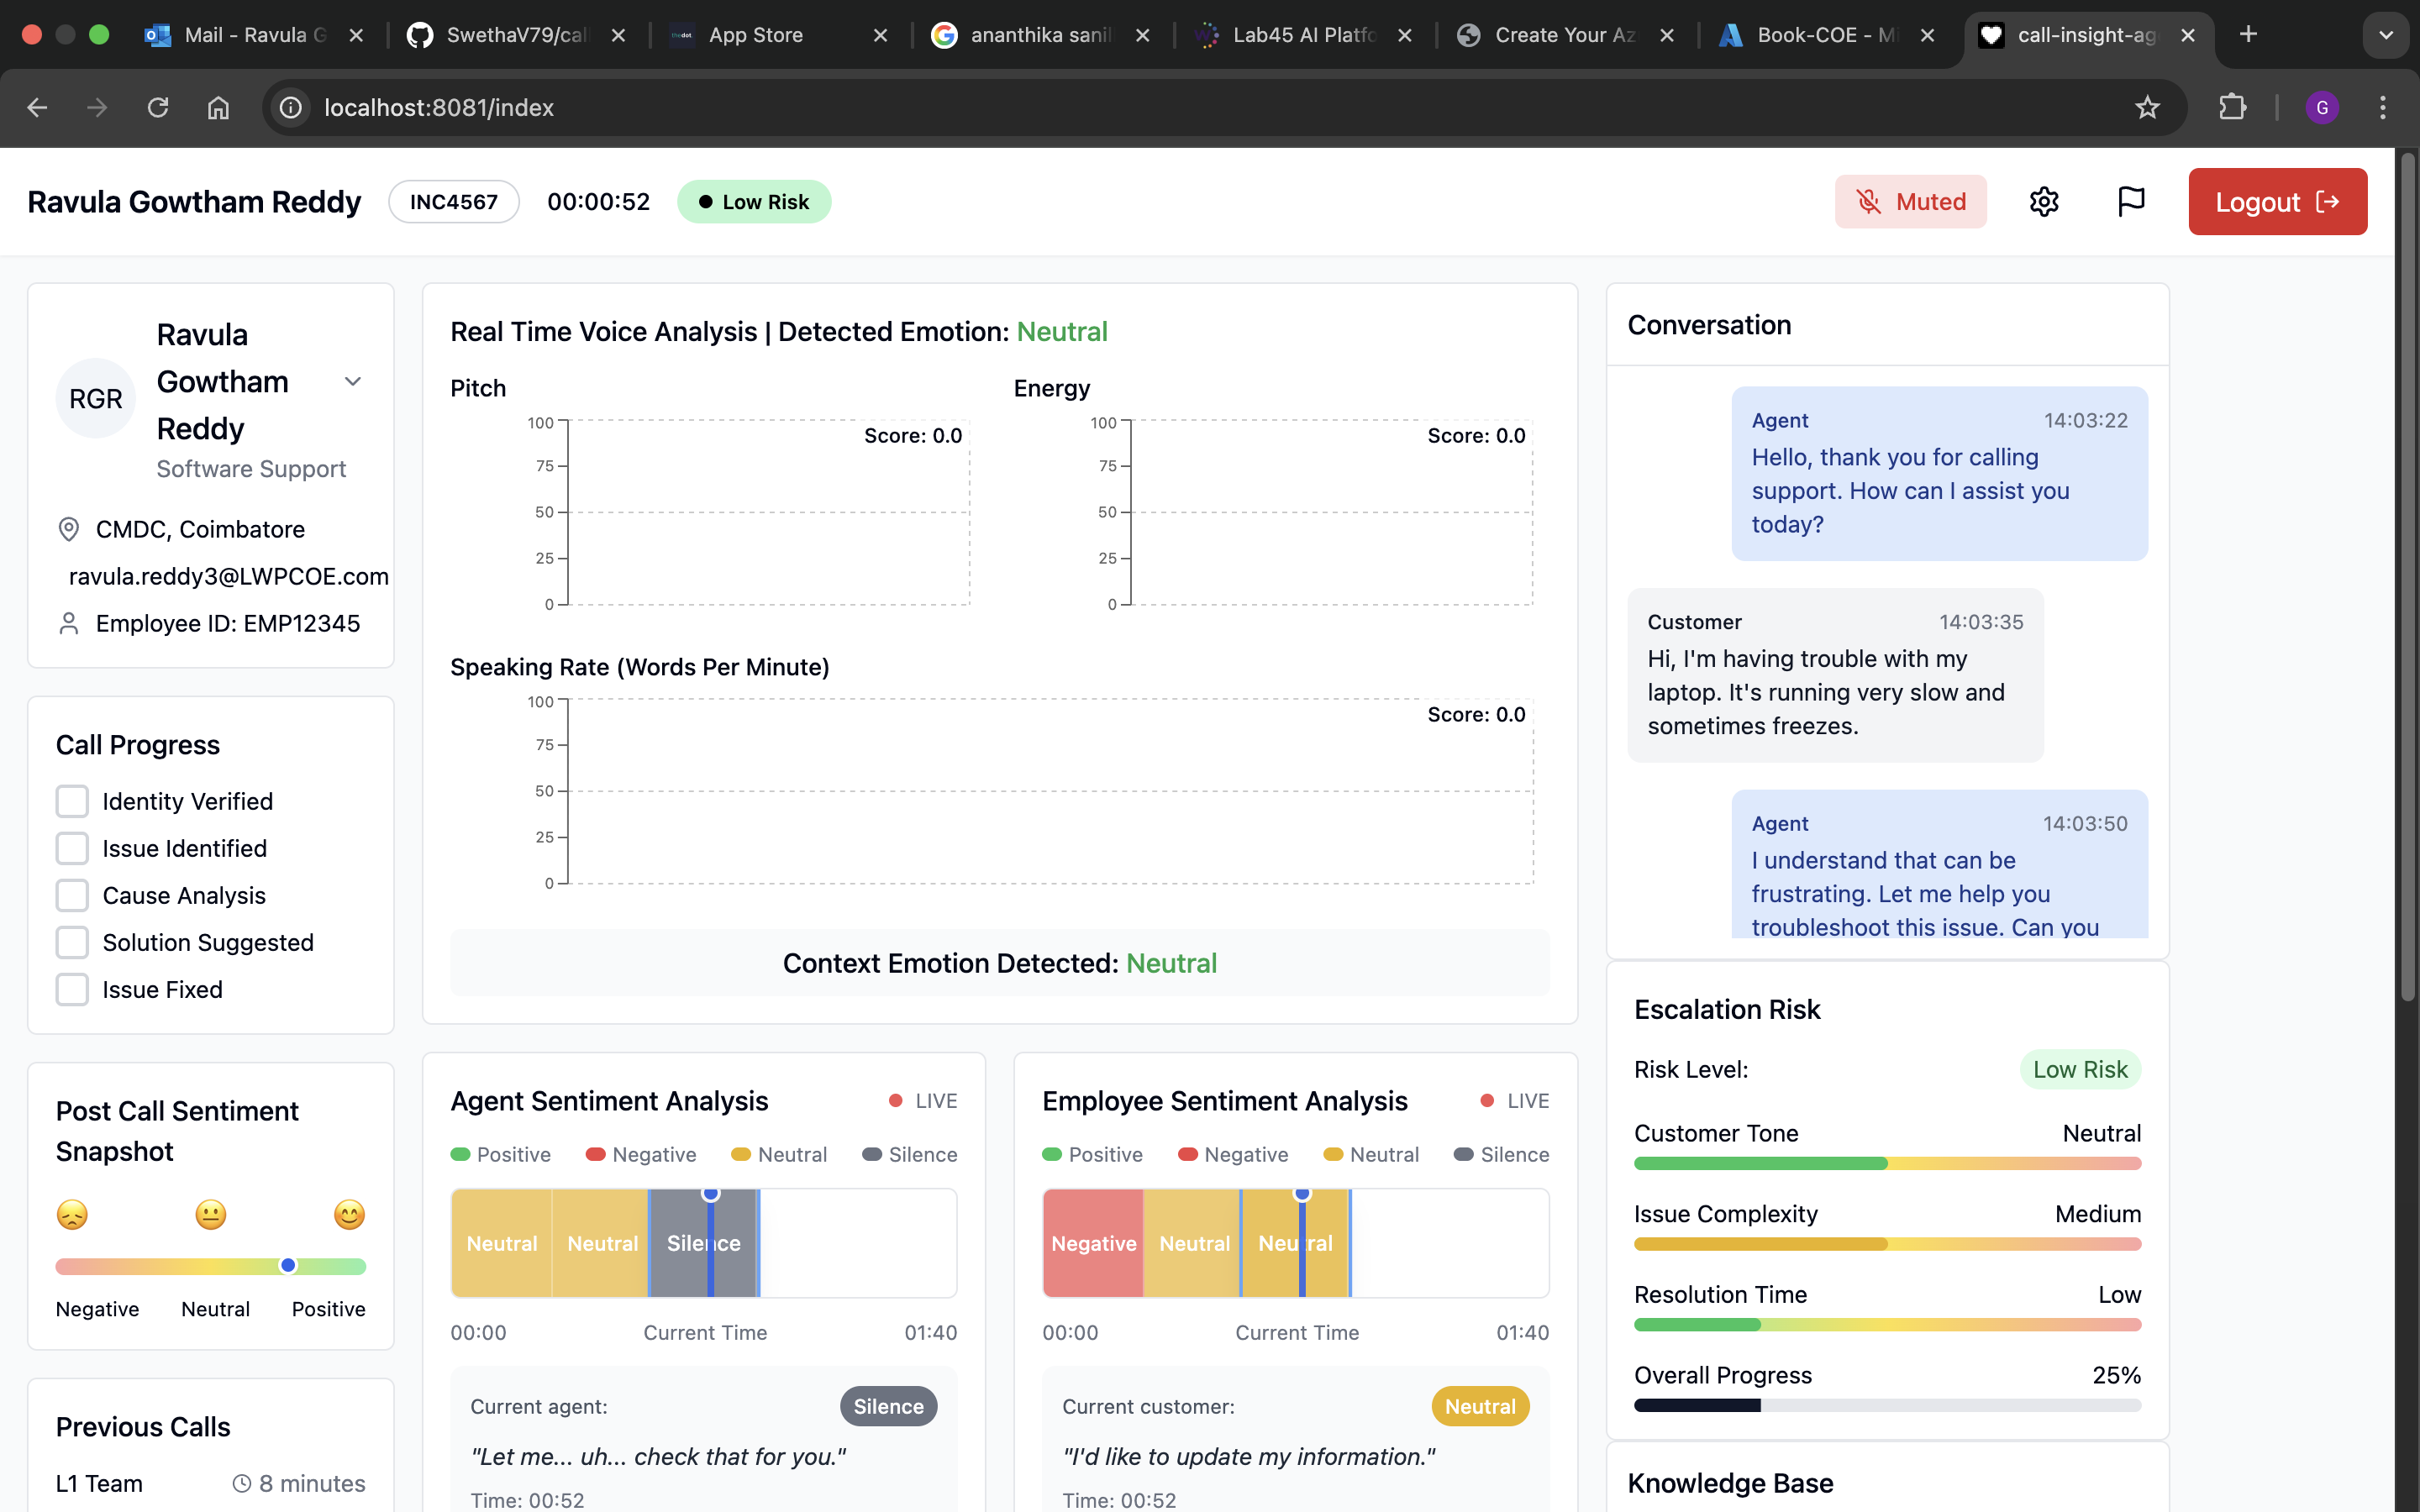 Mail - Ravula G
SwethaV79/cal
App Store
ananthika sanil
Lab45 AI Platfo
Create Your Az
Book-COE - Mi
call-insight-ag
localhost:8081/index
G
Ravula Gowtham Reddy
INC4567
00:00:52
Low Risk
Muted
Logout
RGR
Ravula
Gowtham
Reddy
Software Support
CMDC, Coimbatore
ravula.reddy3@LWPCOE.com
Employee ID: EMP12345
Call Progress
Identity Verified
Issue Identified
Cause Analysis
Solution Suggested
Issue Fixed
Post Call Sentiment
Snapshot
Negative Neutral Positive
Previous Calls
L1 Team 8 minutes
Real Time Voice Analysis | Detected Emotion: Neutral
Pitch
100
75
50
25
0
Score: 0.0
Energy
100
75
50
25
0
Score: 0.0
Speaking Rate (Words Per Minute)
100
75
50
25
0
Score: 0.0
Context Emotion Detected: Neutral
Agent Sentiment Analysis LIVE
Positive Negative Neutral Silence
Neutral Neutral Silence
00:00 Current Time 01:40
Current agent: Silence
"Let me... uh... check that for you."
Time: 00:52
Employee Sentiment Analysis LIVE
Positive Negative Neutral Silence
Negative Neutral Neutral
00:00 Current Time 01:40
Current customer: Neutral
"I'd like to update my information."
Time: 00:52
Conversation
Agent 14:03:22
Hello, thank you for calling
support. How can I assist you
today?
Customer 14:03:35
Hi, I'm having trouble with my
laptop. It's running very slow and
sometimes freezes.
Agent 14:03:50
I understand that can be
frustrating. Let me help you
troubleshoot this issue. Can you
Escalation Risk
Risk Level: Low Risk
Customer Tone Neutral
Issue Complexity Medium
Resolution Time Low
Overall Progress 25%
Knowledge Base